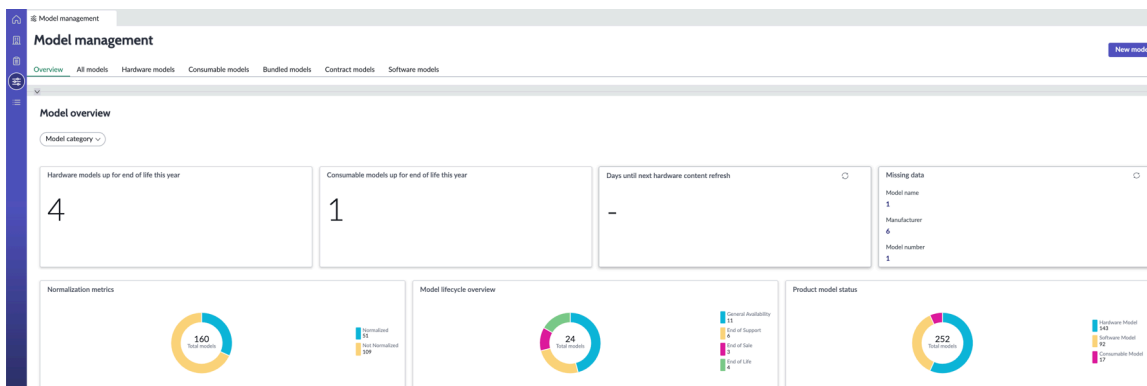 Model management
Model management
New mode
Overview All models Hardware models Consumable models Bundled models Contract models Software models
Model overview
Model category
Hardware models up for end of life this year
4
Consumable models up for end of life this year
1
Days until next hardware content refresh
-
Missing data
Model name
1
Manufacturer
6
Model number
1
Normalization metrics
160
Total models
Normalized
51
Not Normalized
109
Model lifecycle overview
24
Total models
General Availability
11
End of Support
6
End of Sale
3
End of Life
4
Product model status
252
Total models
Hardware Model
143
Software Model
92
Consumable Model
17